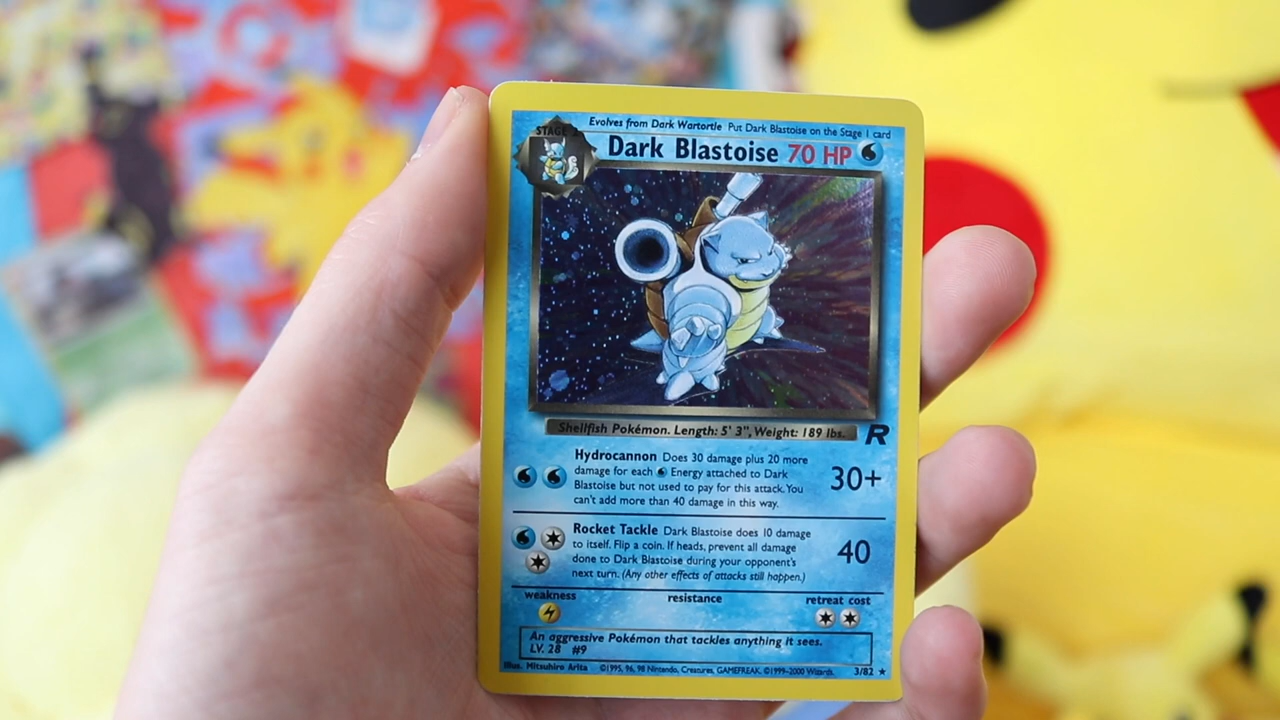 Evolves from Dark Wartortle Put Dark Blastoise on the Stage 1 card
STAGE 2
Dark Blastoise 70 HP
Shellfish Pokémon. Length: 5' 3", Weight: 189 lbs.
R
Hydrocannon Does 30 damage plus 20 more
damage for each Energy attached to Dark
Blastoise but not used to pay for this attack. You
can't add more than 40 damage in this way.
30+
Rocket Tackle Dark Blastoise does 10 damage
to itself. Flip a coin. If heads, prevent all damage
done to Dark Blastoise during your opponent's
next turn. (Any other effects of attacks still happen.)
40
weakness resistance retreat cost
An aggressive Pokémon that tackles anything it sees.
LV. 28 #9
Illus. Mitsuhiro Arita ©1995, 96, 98 Nintendo, Creatures, GAMEFREAK. ©1999-2000 Wizards. 3/82 ★